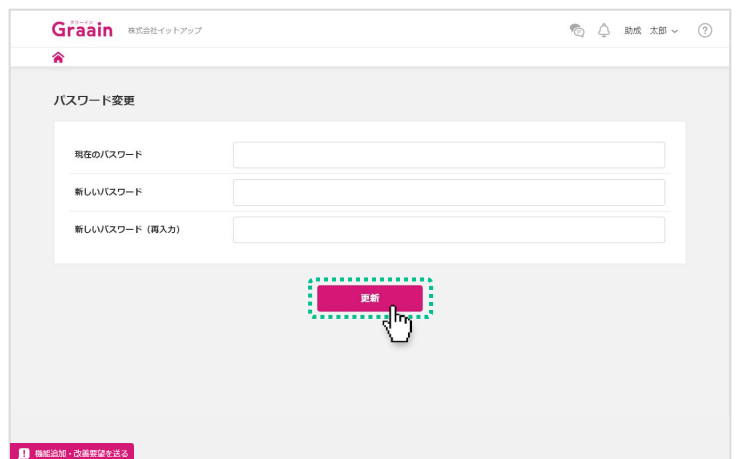 グラーイン
Graain 株式会社イットアップ
助成 太郎
?
パスワード変更
現在のパスワード
新しいパスワード
新しいパスワード (再入力)
更新
! 機能追加・改善要望を送る